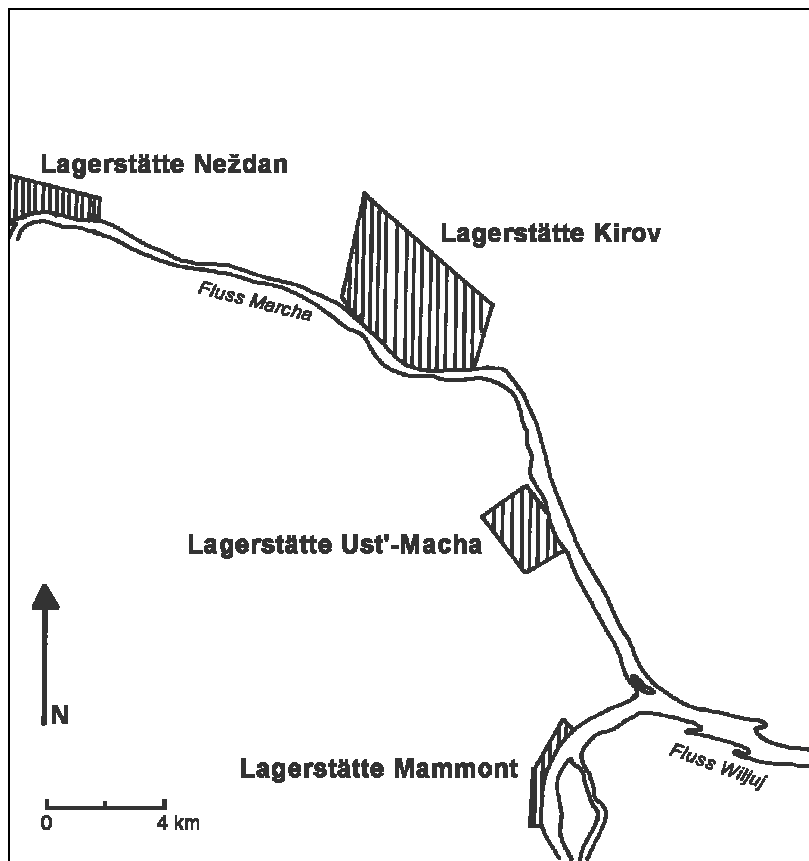 Lagerstätte Neždan
Lagerstätte Kirov
Fluss Marcha
Lagerstätte Ust'-Macha
N
Lagerstätte Mammont
Fluss Wiljuj
0 4 km